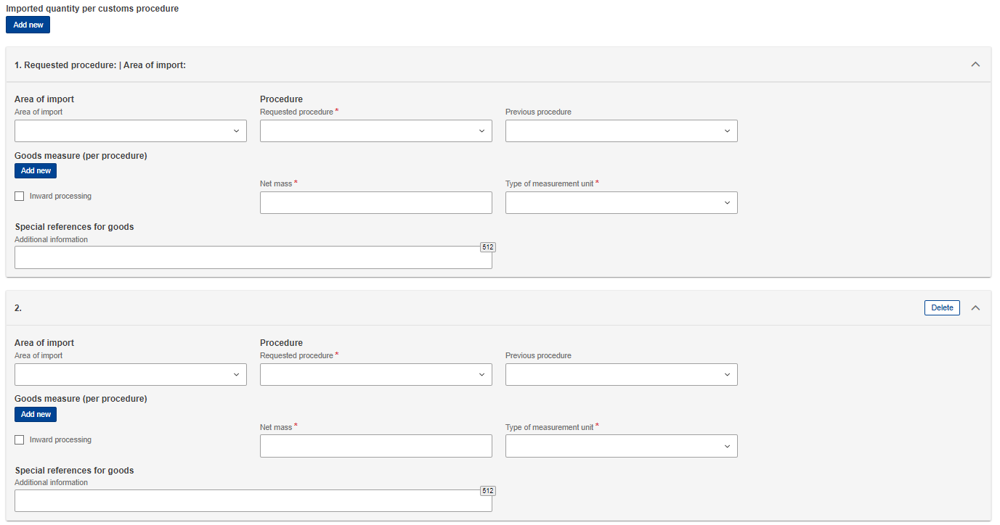 Imported quantity per customs procedure
Add new
1. Requested procedure: | Area of import:
Area of import
Procedure
Area of import
Requested procedure *
Previous procedure
Goods measure (per procedure)
Add new
Net mass *
Type of measurement unit *
Inward processing
Special references for goods
Additional information
512
2.
Delete
Area of import
Procedure
Area of import
Requested procedure *
Previous procedure
Goods measure (per procedure)
Add new
Net mass *
Type of measurement unit *
Inward processing
Special references for goods
Additional information
512